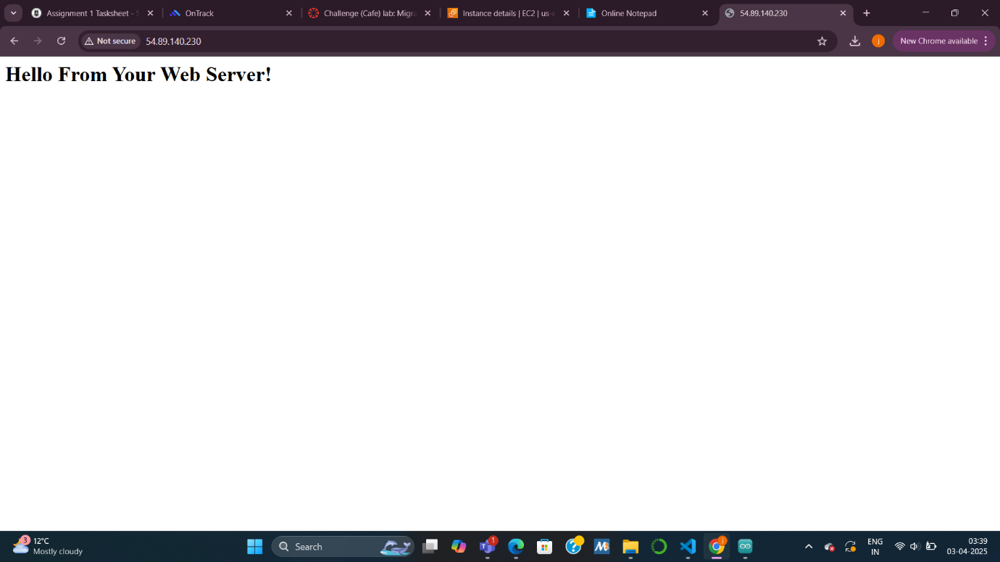 Assignment 1 Tasksheet - S
OnTrack
Challenge (Cafe) lab: Migra
Instance details | EC2 | us-e
Online Notepad
54.89.140.230
Not secure
54.89.140.230
j
New Chrome available
Hello From Your Web Server!
3
12°C
Mostly cloudy
Search
1
j
ENG
IN
03:39
03-04-2025